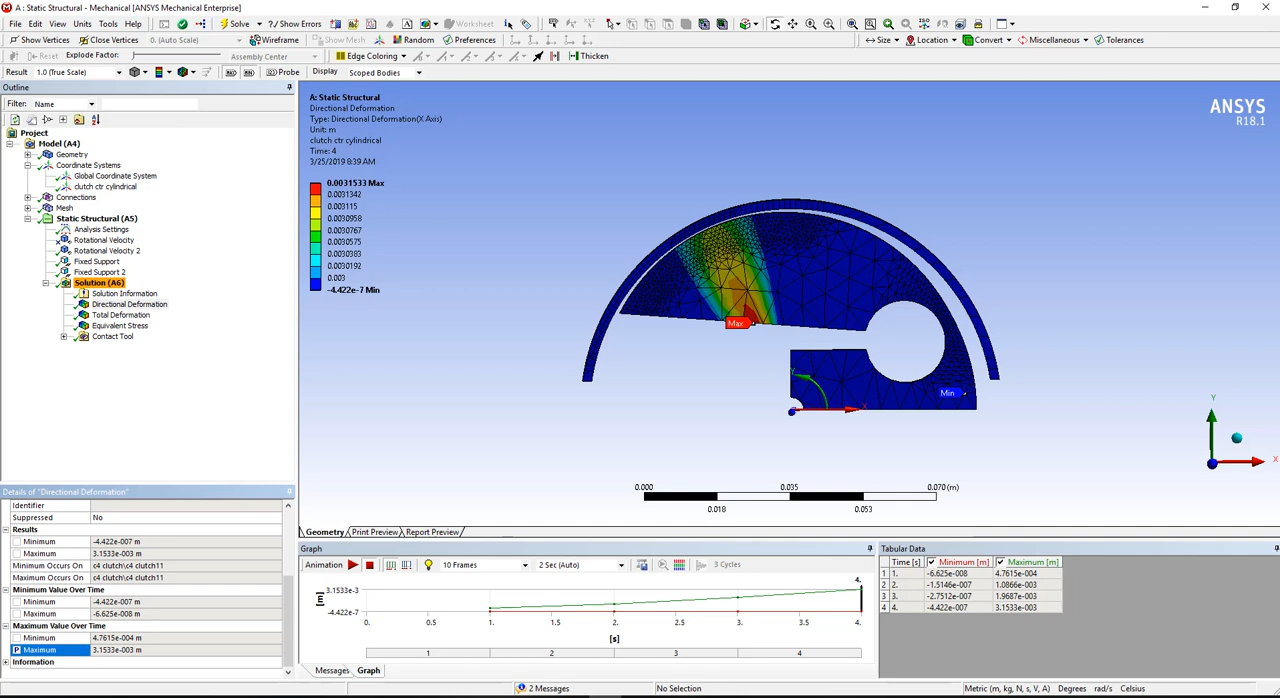 A : Static Structural - Mechanical [ANSYS Mechanical Enterprise]
File Edit View Units Tools Help Solve ?/ Show Errors Worksheet
Show Vertices Close Vertices 0. (Auto Scale) Wireframe Show Mesh Random Preferences Size Location Convert Miscellaneous Tolerances
Reset Explode Factor: Assembly Center Edge Coloring Thicken
Result 1.0 (True Scale) Probe Display Scoped Bodies
Outline
Filter: Name
Project
Model (A4)
Geometry
Coordinate Systems
Global Coordinate System
clutch ctr cylindrical
Connections
Mesh
Static Structural (A5)
Analysis Settings
Rotational Velocity
Rotational Velocity 2
Fixed Support
Fixed Support 2
Solution (A6)
Solution Information
Directional Deformation
Total Deformation
Equivalent Stress
Contact Tool
A: Static Structural
Directional Deformation
Type: Directional Deformation(X Axis)
Unit: m
clutch ctr cylindrical
Time: 4
3/25/2019 8:39 AM
0.0031533 Max
0.0031342
0.003115
0.0030958
0.0030767
0.0030575
0.0030383
0.0030192
0.003
-4.422e-7 Min
ANSYS
R18.1
Max
Min
Y
X
Y
X
0.000 0.035 0.070 (m)
0.018 0.053
Geometry Print Preview Report Preview
Details of "Directional Deformation"
Identifier
Suppressed No
Results
Minimum -4.422e-007 m
Maximum 3.1533e-003 m
Minimum Occurs On c4 clutch\c4 clutch11
Maximum Occurs On c4 clutch\c4 clutch11
Minimum Value Over Time
Minimum -4.422e-007 m
Maximum -6.625e-008 m
Maximum Value Over Time
Minimum 4.7615e-004 m
P Maximum 3.1533e-003 m
Information
Graph
Animation 10 Frames 2 Sec (Auto) 3 Cycles
4.
3.1533e-3
-4.422e-7
[m]
0. 0.5 1. 1.5 2. 2.5 3. 3.5 4.
[s]
1 2 3 4
Messages Graph
Tabular Data
Time [s] Minimum [m] Maximum [m]
1 1. -6.625e-008 4.7615e-004
2 2. -1.5146e-007 1.0866e-003
3 3. -2.7512e-007 1.9687e-003
4 4. -4.422e-007 3.1533e-003
2 Messages No Selection Metric (m, kg, N, s, V, A) Degrees rad/s Celsius